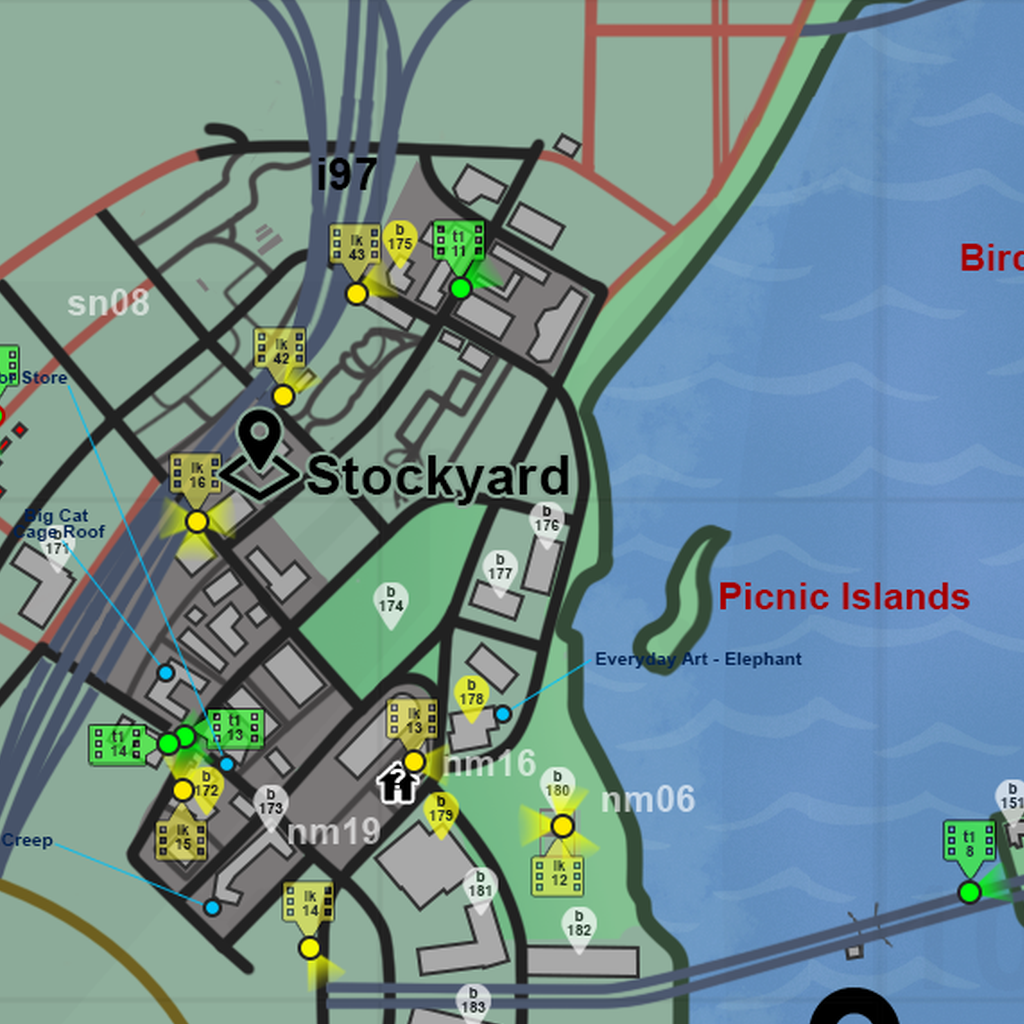 i97
lk
43
b
175
t1
11
Bird
sn08
lk
42
or Store
lk
16
Stockyard
Big Cat
Cage Roof
b
171
b
176
b
177
b
174
Picnic Islands
Everyday Art - Elephant
b
178
lk
13
t1
13
t1
14
nm16
b
172
b
173
b
180
nm06
b
151
b
179
nm19
lk
15
Creep
t1
8
lk
12
b
181
lk
14
b
182
b
183